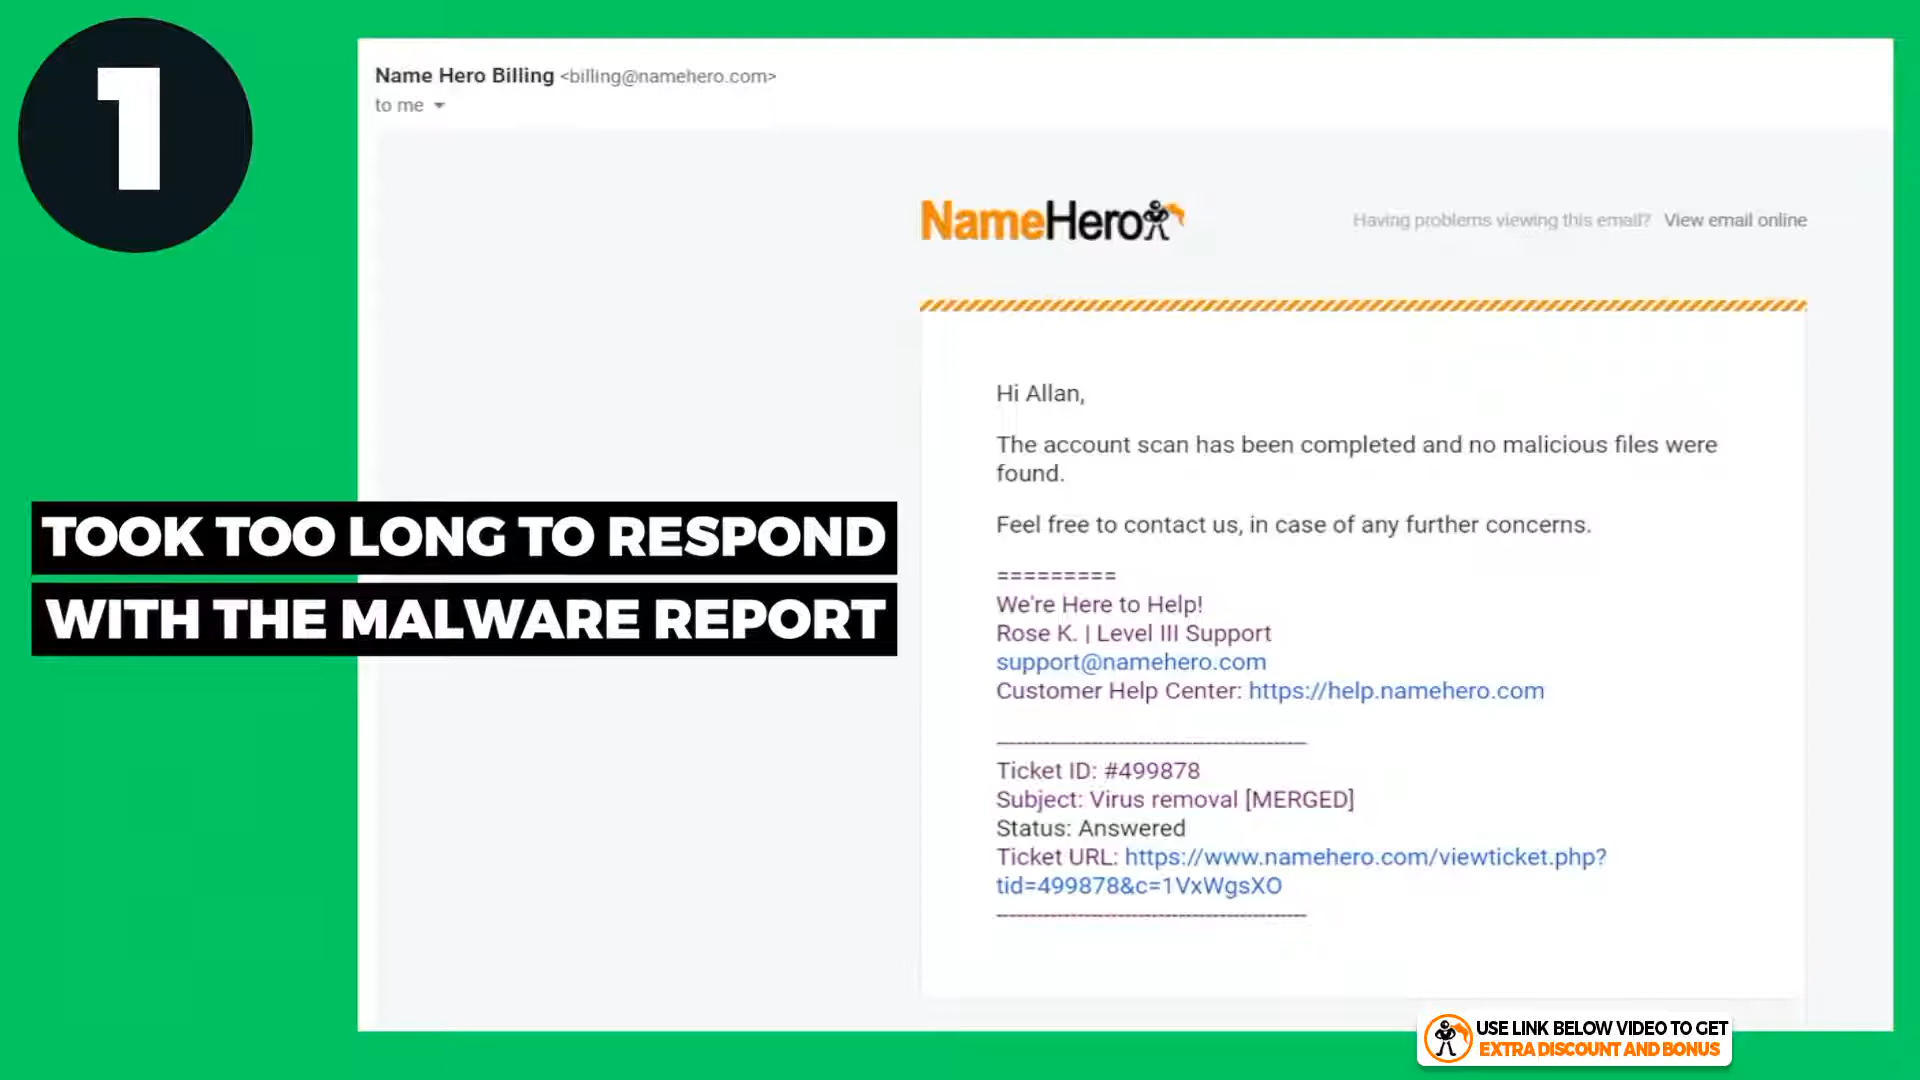 1
Name Hero Billing <billing@namehero.com>
to me
NameHero
Having problems viewing this email? View email online
Hi Allan,
The account scan has been completed and no malicious files were
found.
Feel free to contact us, in case of any further concerns.
=========
We're Here to Help!
Rose K. | Level III Support
support@namehero.com
Customer Help Center: https://help.namehero.com
Ticket ID: #499878
Subject: Virus removal [MERGED]
Status: Answered
Ticket URL: https://www.namehero.com/viewticket.php?
tid=499878&c=1VxWgsXO
TOOK TOO LONG TO RESPOND
WITH THE MALWARE REPORT
USE LINK BELOW VIDEO TO GET
EXTRA DISCOUNT AND BONUS